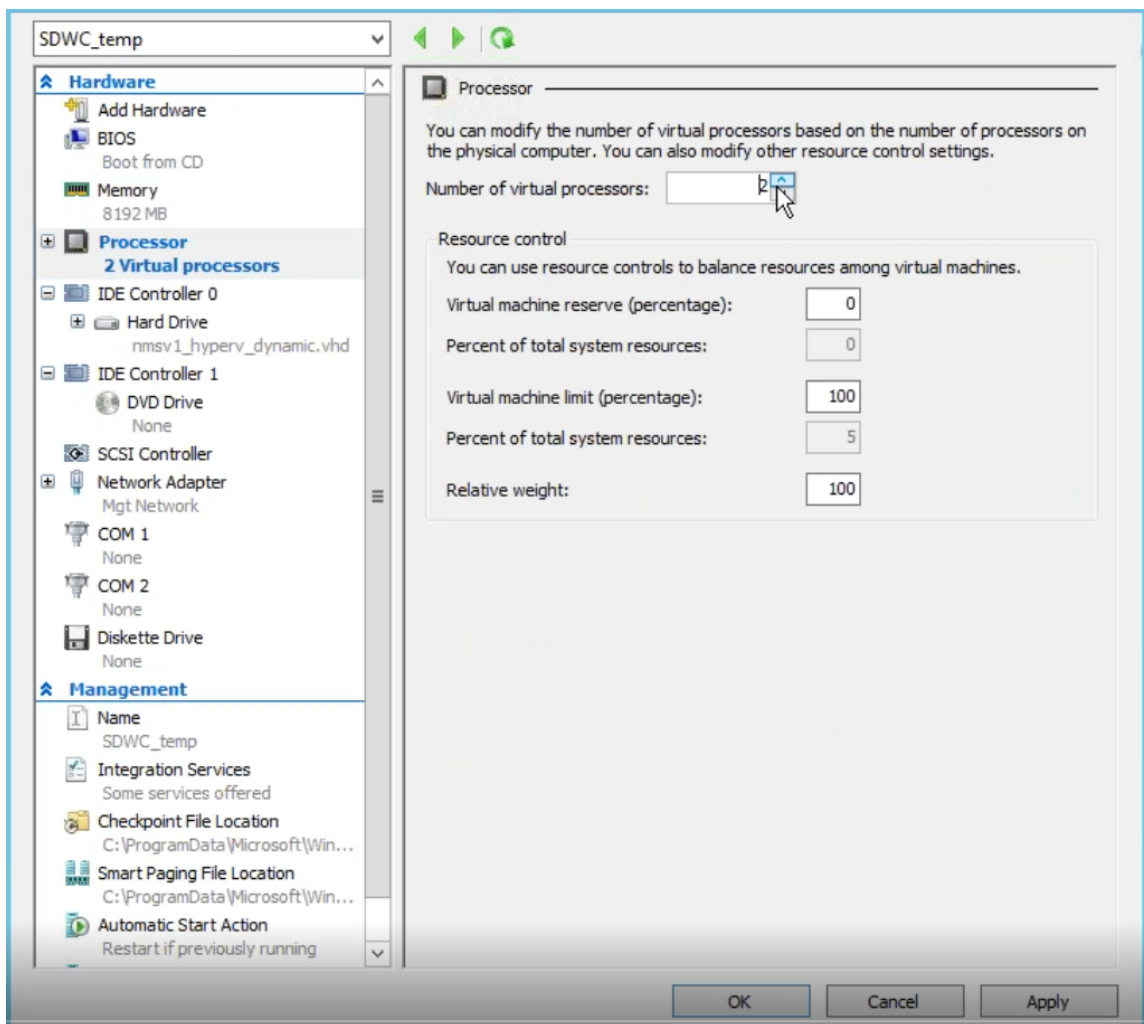 SDWC_temp
Hardware
Add Hardware
BIOS
Boot from CD
Memory
8192 MB
Processor
2 Virtual processors
IDE Controller 0
Hard Drive
nmsv1_hyperv_dynamic.vhd
IDE Controller 1
DVD Drive
None
SCSI Controller
Network Adapter
Mgt Network
COM 1
None
COM 2
None
Diskette Drive
None
Management
Name
SDWC_temp
Integration Services
Some services offered
Checkpoint File Location
C:\ProgramData\Microsoft\Win...
Smart Paging File Location
C:\ProgramData\Microsoft\Win...
Automatic Start Action
Restart if previously running
Processor
You can modify the number of virtual processors based on the number of processors on
the physical computer. You can also modify other resource control settings.
Number of virtual processors: 2
Resource control
You can use resource controls to balance resources among virtual machines.
Virtual machine reserve (percentage): 0
Percent of total system resources: 0
Virtual machine limit (percentage): 100
Percent of total system resources: 5
Relative weight: 100
OK Cancel Apply